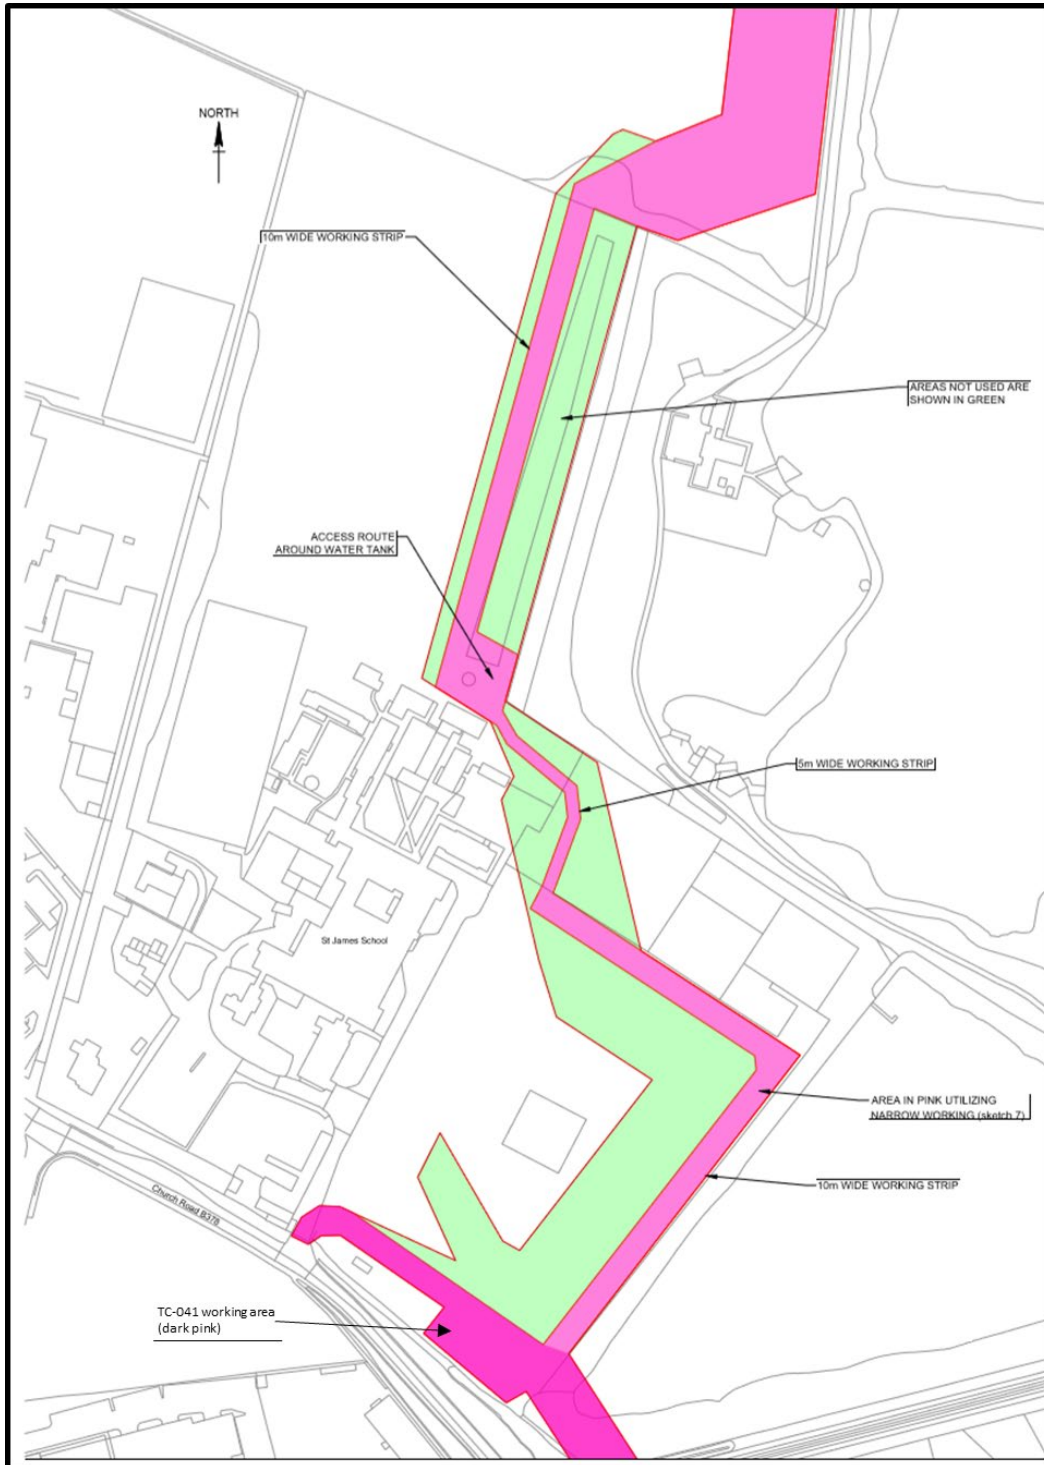 NORTH
10m WIDE WORKING STRIP
AREAS NOT USED ARE
SHOWN IN GREEN
ACCESS ROUTE
AROUND WATER TANK
5m WIDE WORKING STRIP
St James School
AREA IN PINK UTILIZING
NARROW WORKING (sketch 7)
10m WIDE WORKING STRIP
Church Road B378
TC-041 working area
(dark pink)